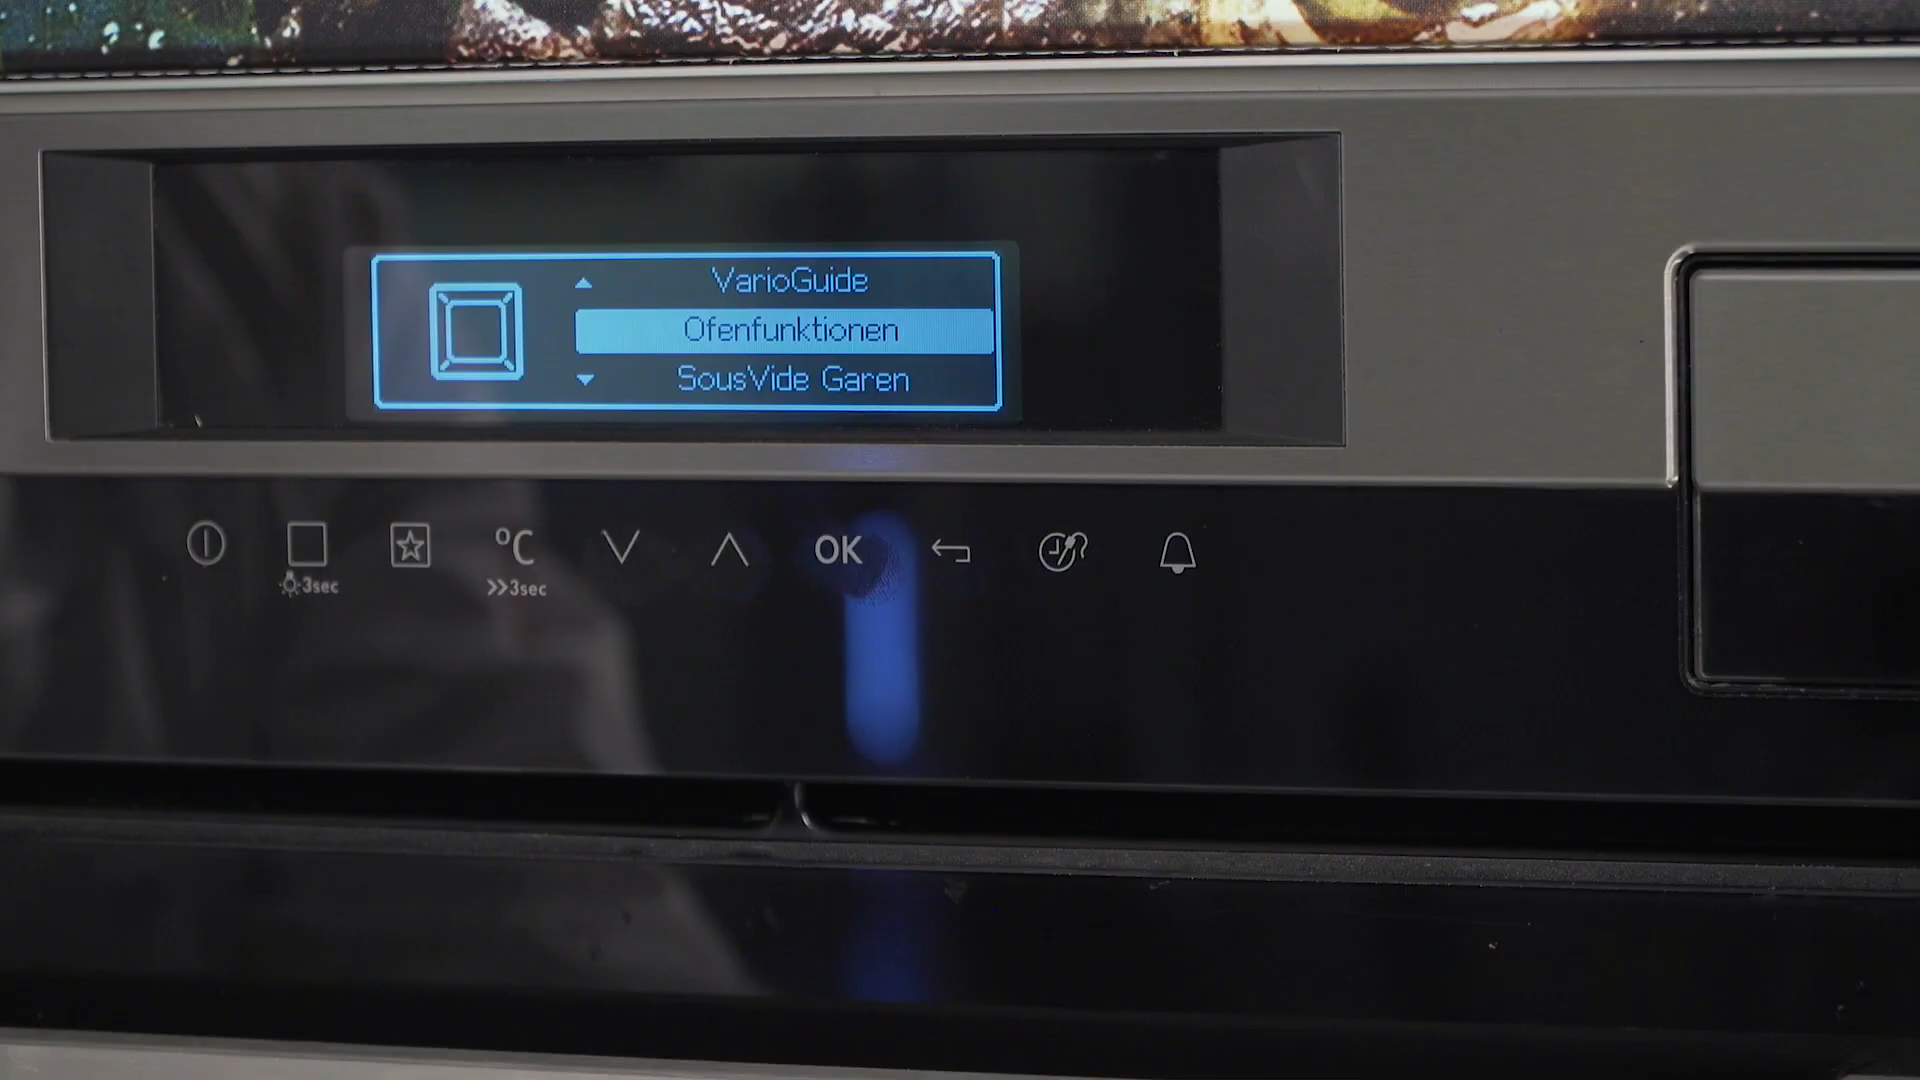 VarioGuide
Ofenfunktionen
SousVide Garen
°C
OK
3sec
>>3sec